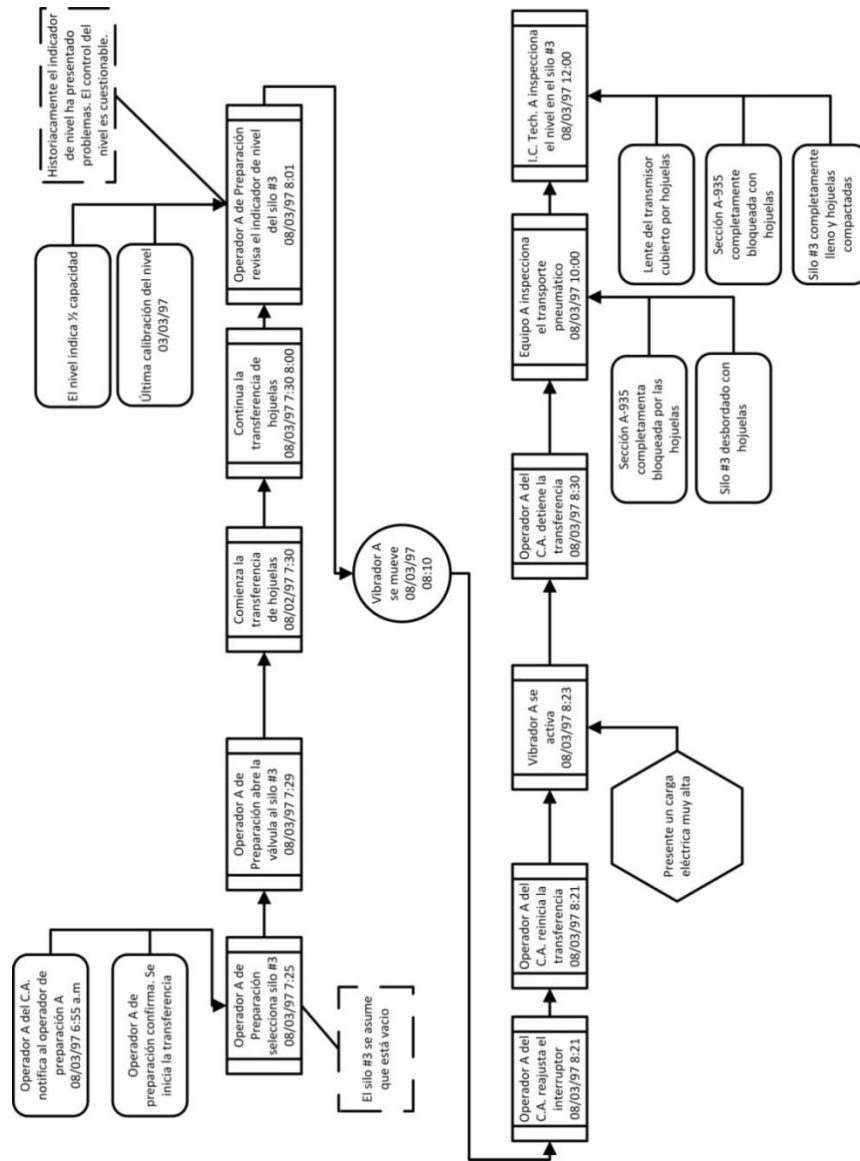 Operador A del C.A.
notifica al operador de
preparación A
08/03/97 6:55 a.m
Operador A de
preparación confirma. Se
inicia la transferencia
Operador A de
Preparación
selecciona silo #3
08/03/97 7:25
El silo #3 se asume
que está vacio
Operador A de
Preparación abre la
válvula al silo #3
08/03/97 7:29
Comienza la
transferencia
de hojuelas
08/02/97 7:30
Continua la
transferencia de
hojuelas
08/03/97 7:30 8:00
El nivel indica ½ capacidad
Última calibración del nivel
03/03/97
Historiacamente el indicador
de nivel ha presentado
problemas. El control del
nivel es cuestionable.
Operador A de Preparación
revisa el indicador de nivel
del silo #3
08/03/97 8:01
Vibrador A
se mueve
08/03/97
08:10
Operador A del
C.A. reajusta el
interruptor
08/03/97 8:21
Operador A del
C.A. reinicia la
transferencia
08/03/97 8:21
Vibrador A se
activa
08/03/97 8:23
Presente un carga
eléctrica muy alta
Operador A del
C.A. detiene la
transferencia
08/03/97 8:30
Equipo A inspecciona
el transporte
pneumático
08/03/97 10:00
Sección A-935
completamenta
bloqueada por las
hojuelas
Silo #3 desbordado con
hojuelas
I.C. Tech. A inspecciona
el nivel en el silo #3
08/03/97 12:00
Lente del transmisor
cubierto por hojuelas
Sección A-935
completamente
bloqueada con
hojuelas
Silo #3 completamente
lleno y hojuelas
compactadas